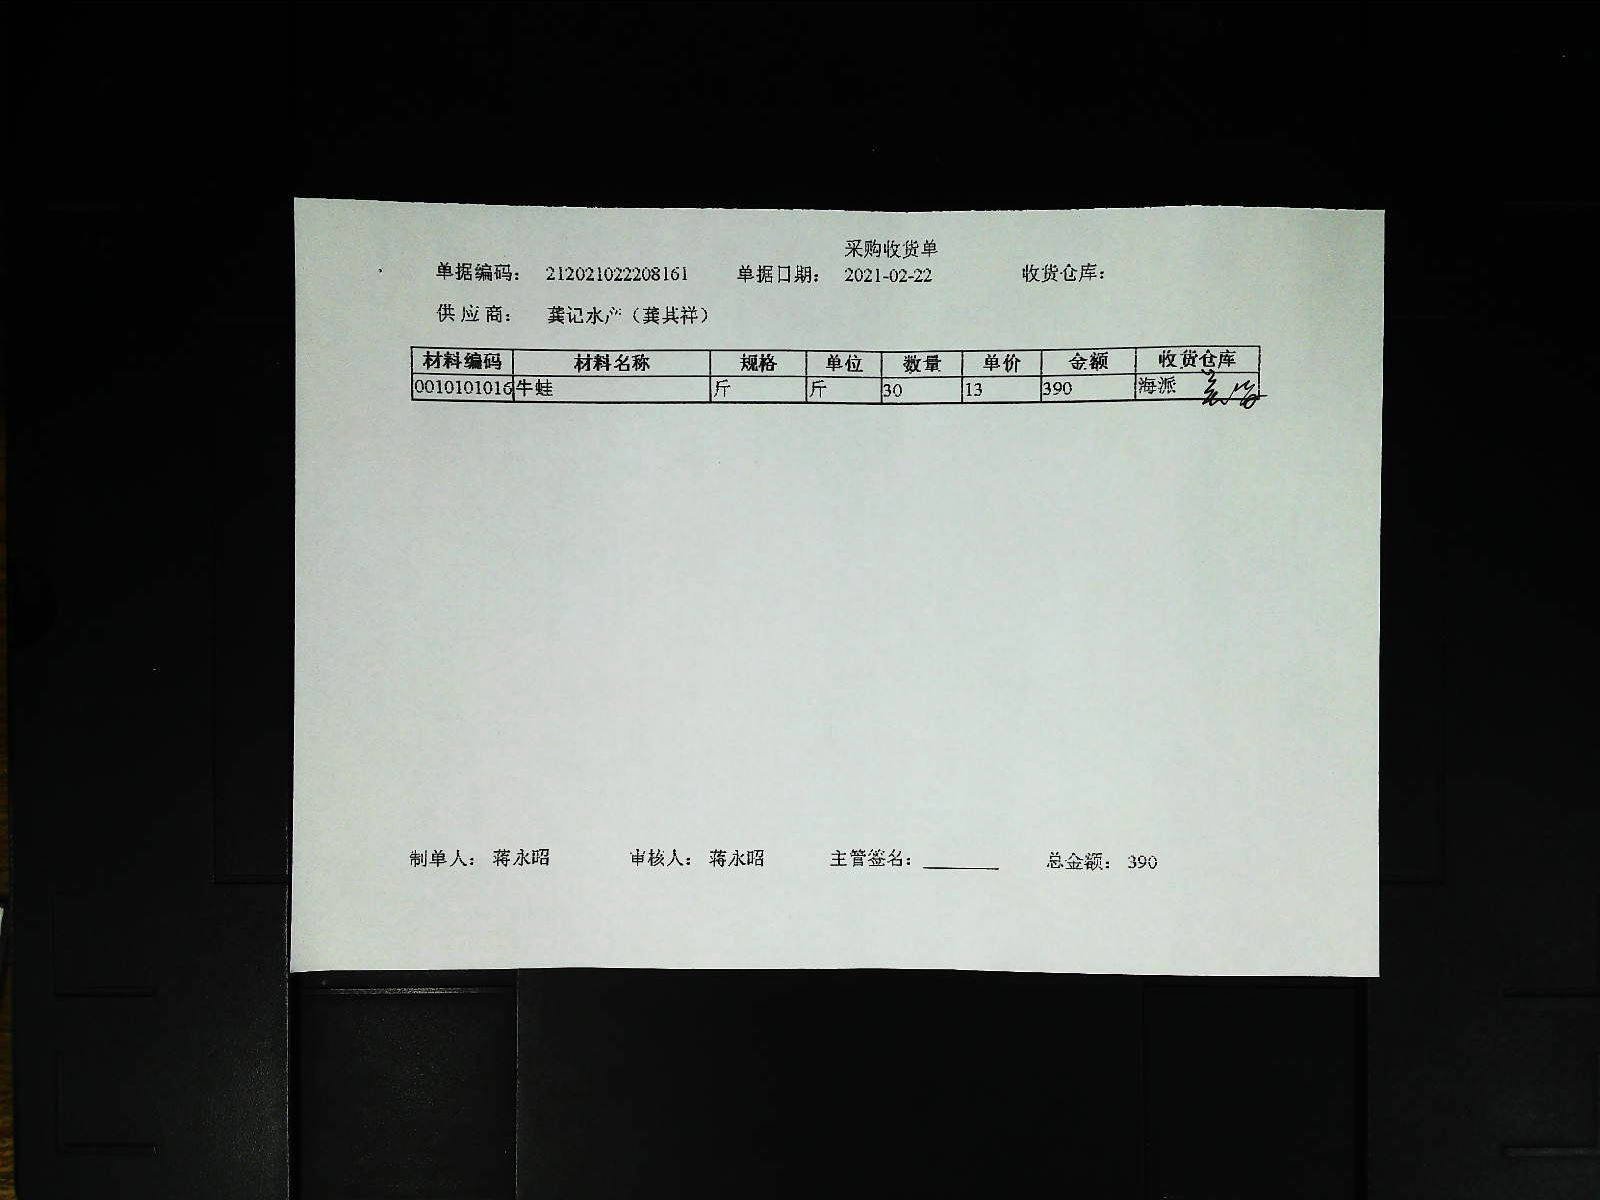 采购收货单
单据编码： 212021022208161 单据日期： 2021-02-22 收货仓库：
供 应 商： 龚记水产（龚其祥）
材料编码 材料名称 规格 单位 数量 单价 金额 收货仓库
0010101016 牛蛙 斤 斤 30 13 390 海派
制单人： 蒋永昭 审核人： 蒋永昭 主管签名： 总金额： 390